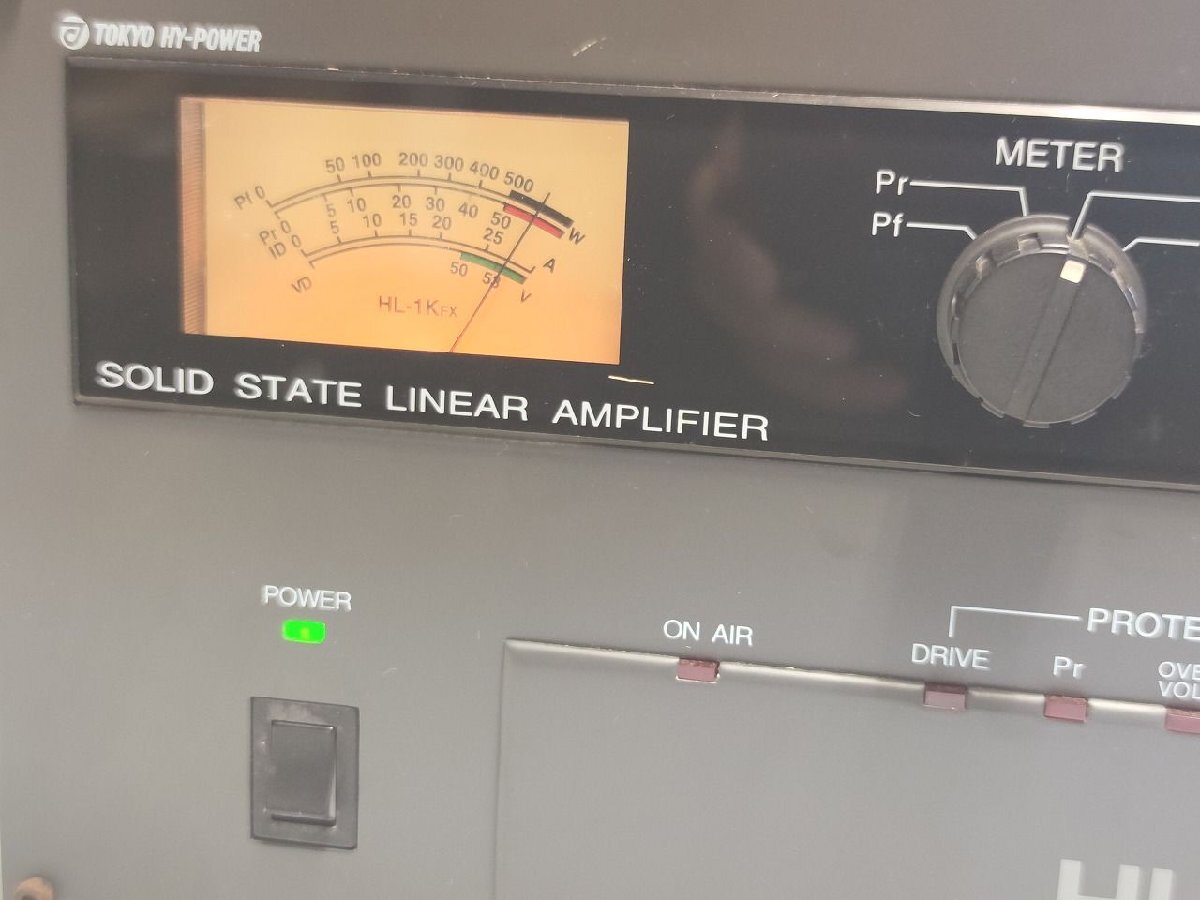 TOKYO HY-POWER
METER
Pr
Pf
Pf 0 50 100 200 300 400 500 W
Pr 0 5 10 20 30 40 50
ID 0 5 10 15 20 25 A
50 53 V
HL-1KFX
SOLID STATE LINEAR AMPLIFIER
POWER
ON AIR
PROTE
DRIVE
Pr
OVE
VOL